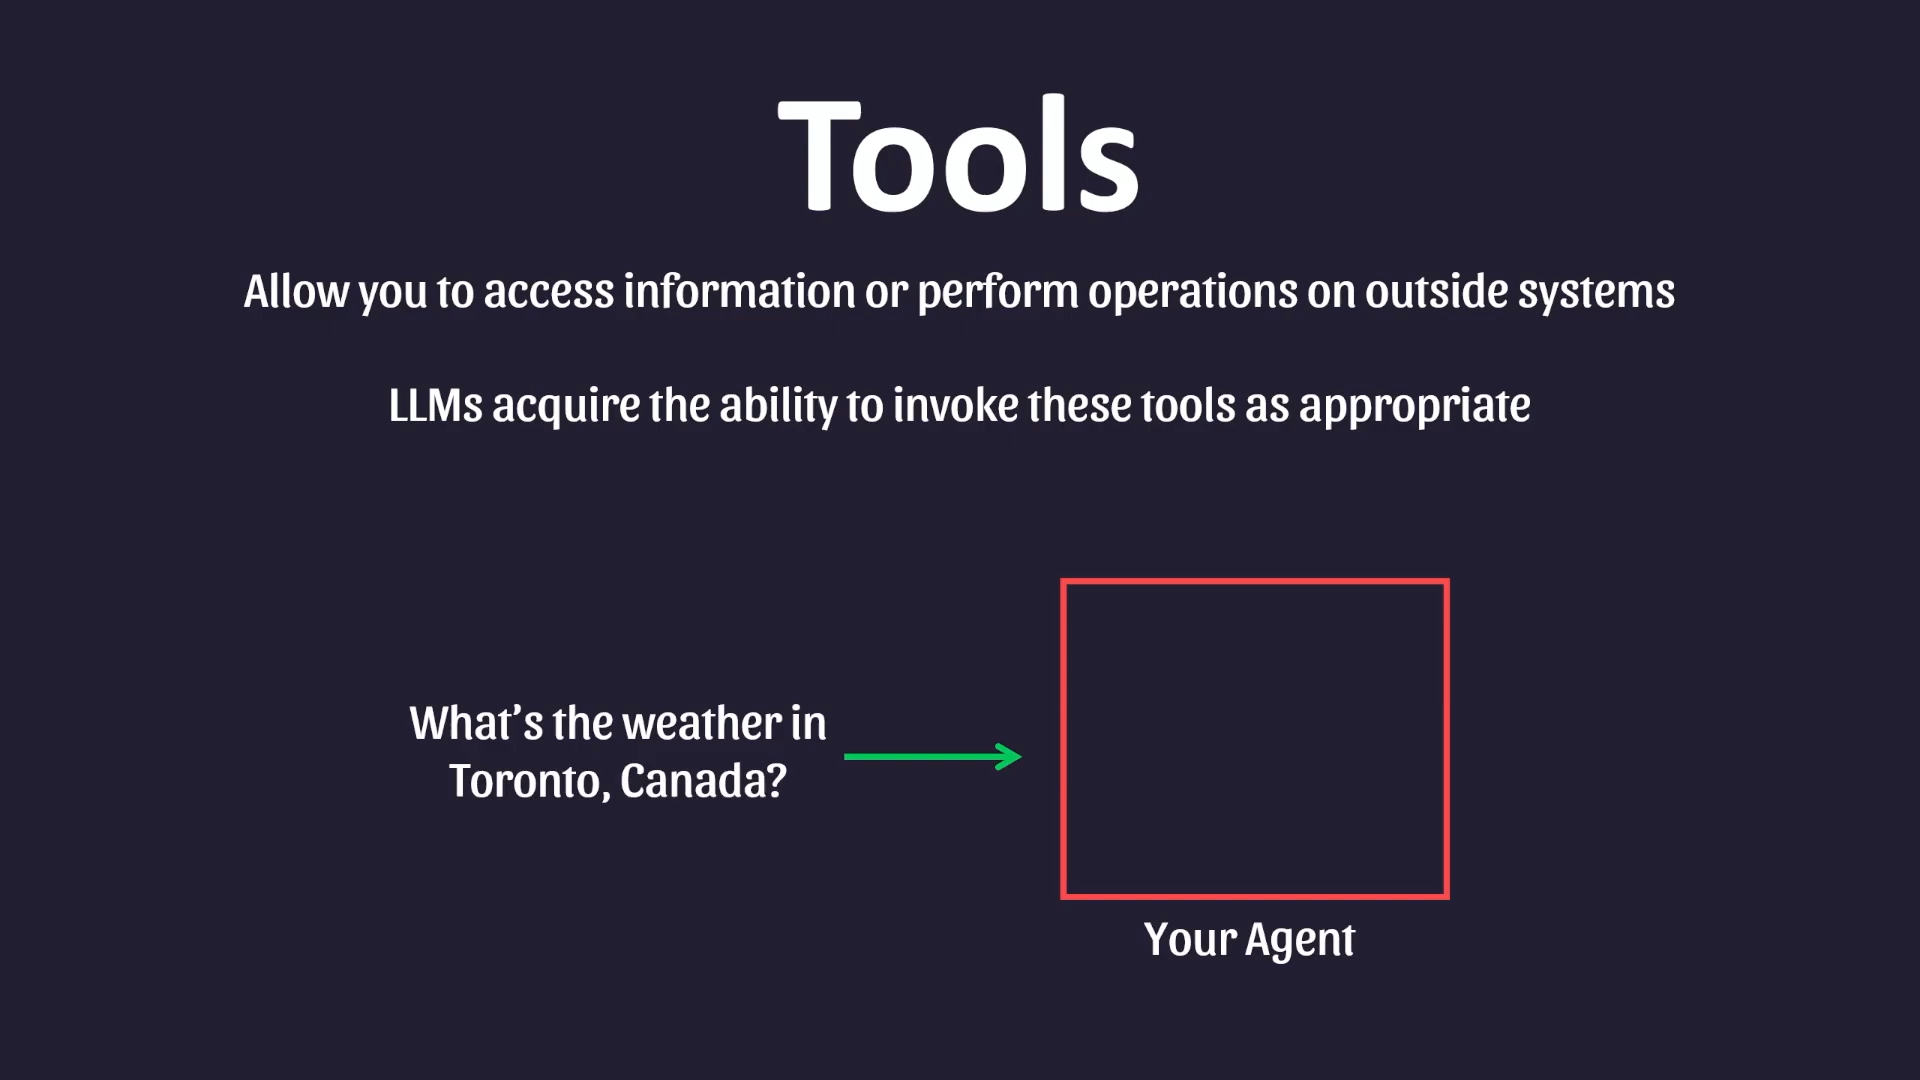 Tools
Allow you to access information or perform operations on outside systems
LLMs acquire the ability to invoke these tools as appropriate
What’s the weather in
Toronto, Canada?
Your Agent